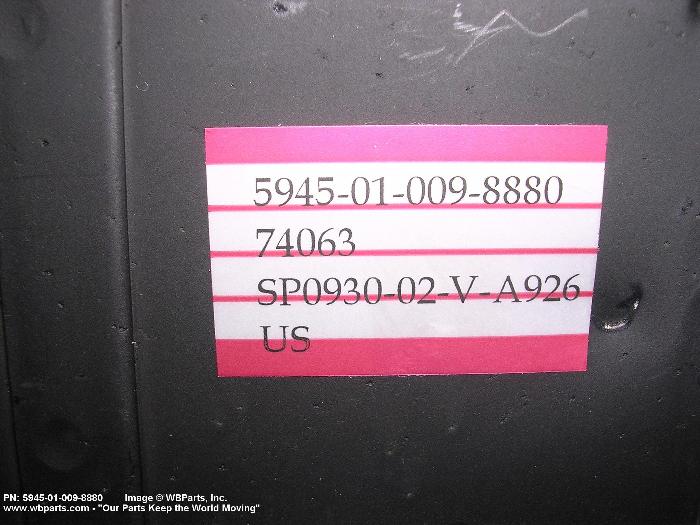 5945-01-009-8880
74063
SP0930-02-V-A926
US
PN: 5945-01-009-8880 Image © WBParts, Inc.
www.wbparts.com - "Our Parts Keep the World Moving"